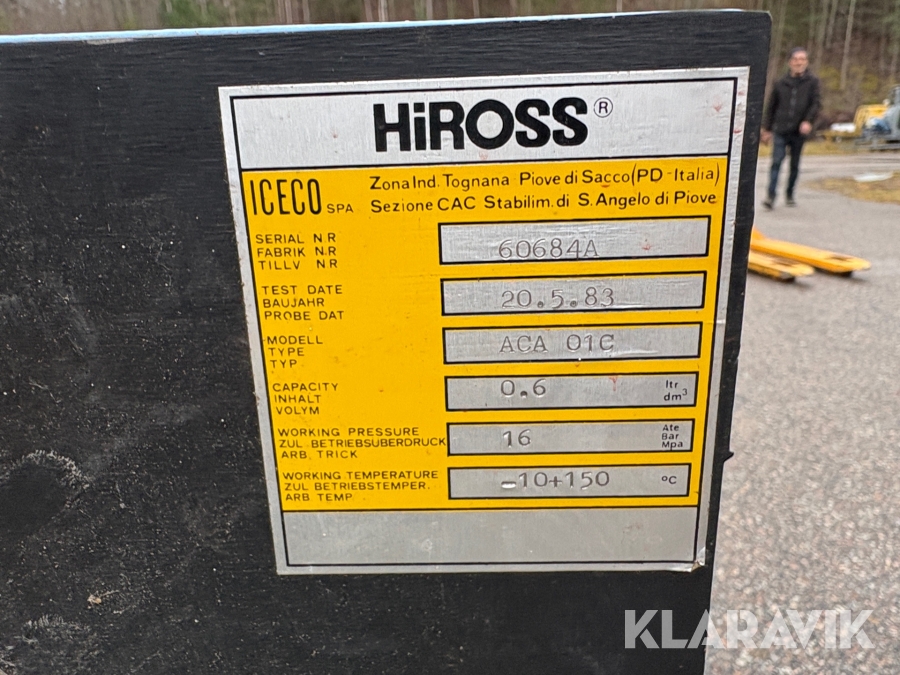 HiROSS®
ICECO SPA
Zona Ind. Tognana Piove di Sacco (PD - Italia)
Sezione CAC Stabilim. di S. Angelo di Piove
SERIAL N.R
FABRIK N.R
TILLV N.R
60684A
TEST DATE
BAUJAHR
PROBE DAT
20.5.83
MODELL
TYPE
TYP
ACA 01C
CAPACITY
INHALT
VOLYM
0.6
ltr
dm³
WORKING PRESSURE
ZUL BETRIEBSUBERDRUCK
ARB. TRICK
16
Ate
Bar
Mpa
WORKING TEMPERATURE
ZUL BETRIEBSTEMPER.
ARB TEMP
-10+150
°C
KLARAVIK